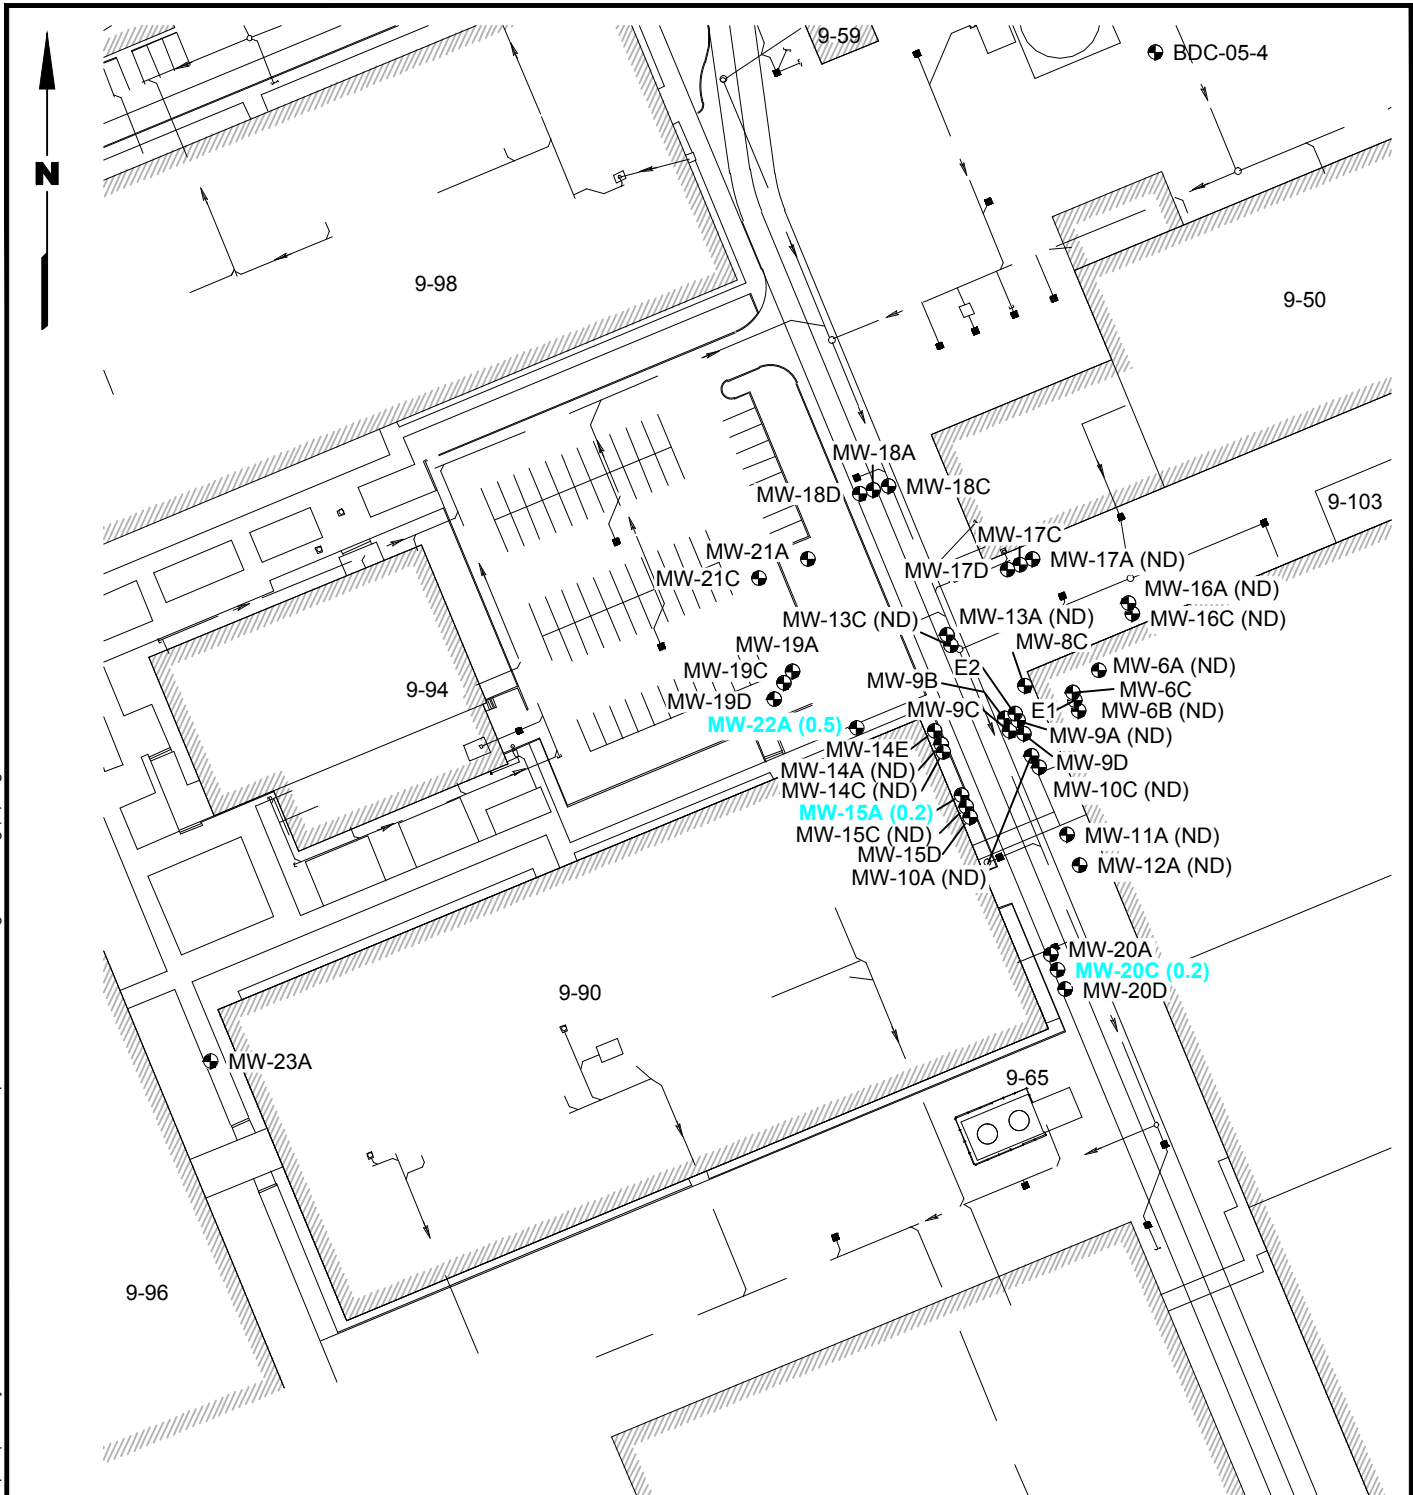 9-59
BDC-05-4
N
9-98
9-50
MW-18A
MW-18D
MW-18C
9-103
MW-17C
MW-21A
MW-17A (ND)
MW-21C
MW-17D
MW-16A (ND)
MW-13C (ND)
MW-13A (ND)
MW-16C (ND)
MW-19A
MW-8C
MW-19C
E2
MW-6A (ND)
MW-9B
MW-6C
9-94
MW-19D
MW-9C
E1
MW-6B (ND)
MW-22A (0.5)
MW-9A (ND)
MW-14E
MW-9D
MW-14A (ND)
MW-14C (ND)
MW-10C (ND)
MW-15A (0.2)
MW-15C (ND)
MW-11A (ND)
MW-15D
MW-12A (ND)
MW-10A (ND)
MW-20A
MW-20C (0.2)
9-90
MW-20D
MW-23A
9-65
9-96